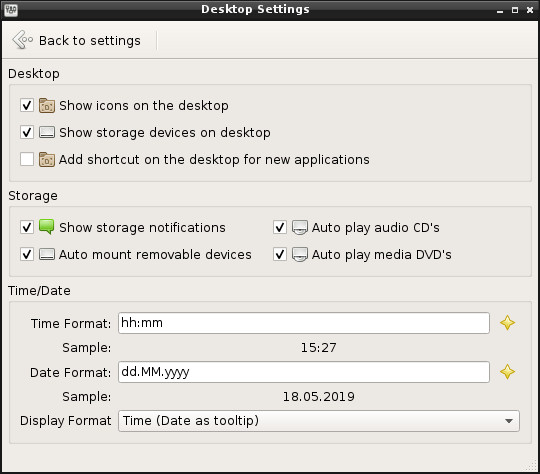 Desktop Settings
Back to settings
Desktop
Show icons on the desktop
Show storage devices on desktop
Add shortcut on the desktop for new applications
Storage
Show storage notifications Auto play audio CD's
Auto mount removable devices Auto play media DVD's
Time/Date
Time Format: hh:mm
Sample: 15:27
Date Format: dd.MM.yyyy
Sample: 18.05.2019
Display Format Time (Date as tooltip)